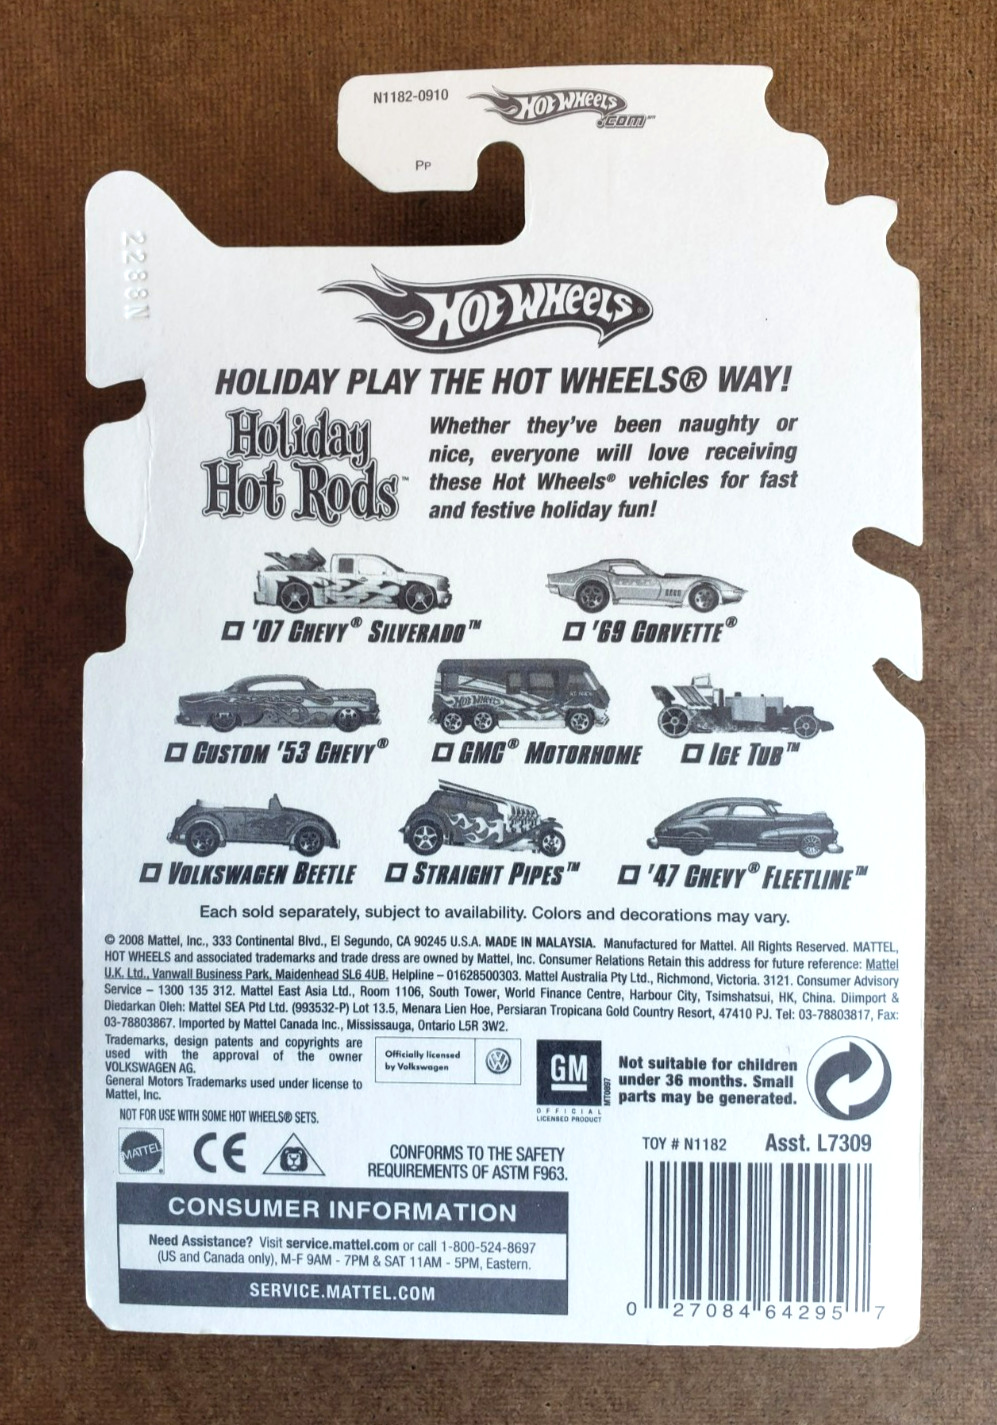 N1182-0910
HOT WHEELS
.COM™
Pp
2288N
HOT WHEELS®
HOLIDAY PLAY THE HOT WHEELS® WAY!
Holiday
Hot Rods™
Whether they've been naughty or
nice, everyone will love receiving
these Hot Wheels® vehicles for fast
and festive holiday fun!
'07 CHEVY® SILVERADO™
'69 CORVETTE®
CUSTOM '53 CHEVY®
HOT WHEELS
GMC® MOTORHOME
ICE TUB™
VOLKSWAGEN BEETLE
STRAIGHT PIPES™
'47 CHEVY® FLEETLINE™
Each sold separately, subject to availability. Colors and decorations may vary.
© 2008 Mattel, Inc., 333 Continental Blvd., El Segundo, CA 90245 U.S.A. MADE IN MALAYSIA. Manufactured for Mattel. All Rights Reserved. MATTEL,
HOT WHEELS and associated trademarks and trade dress are owned by Mattel, Inc. Consumer Relations Retain this address for future reference: Mattel
U.K. Ltd., Vanwall Business Park, Maidenhead SL6 4UB. Helpline – 01628500303. Mattel Australia Pty Ltd., Richmond, Victoria. 3121. Consumer Advisory
Service – 1300 135 312. Mattel East Asia Ltd., Room 1106, South Tower, World Finance Centre, Harbour City, Tsimshatsui, HK, China. Diimport &
Diedarkan Oleh: Mattel SEA Ptd Ltd. (993532-P) Lot 13.5, Menara Lien Hoe, Persiaran Tropicana Gold Country Resort, 47410 PJ. Tel: 03-78803817, Fax:
03-78803867. Imported by Mattel Canada Inc., Mississauga, Ontario L5R 3W2.
Trademarks, design patents and copyrights are
used with the approval of the owner
VOLKSWAGEN AG.
General Motors Trademarks used under license to
Mattel, Inc.
NOT FOR USE WITH SOME HOT WHEELS® SETS.
Officially licensed
by Volkswagen
GM
OFFICIAL
LICENSED PRODUCT
MT0897
Not suitable for children
under 36 months. Small
parts may be generated.
MATTEL®
CE
CONFORMS TO THE SAFETY
REQUIREMENTS OF ASTM F963.
TOY # N1182
Asst. L7309
CONSUMER INFORMATION
Need Assistance? Visit service.mattel.com or call 1-800-524-8697
(US and Canada only), M-F 9AM - 7PM & SAT 11AM - 5PM, Eastern.
SERVICE.MATTEL.COM
0 27084 64295 7